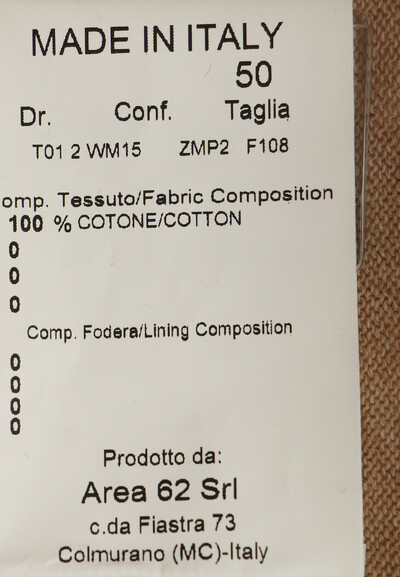 MADE IN ITALY
50
Dr. Conf. Taglia
T01 2 WM15 ZMP2 F108
omp. Tessuto/Fabric Composition
100 % COTONE/COTTON
0
0
0
Comp. Fodera/Lining Composition
0
0
0
0
Prodotto da:
Area 62 Srl
c.da Fiastra 73
Colmurano (MC)-Italy